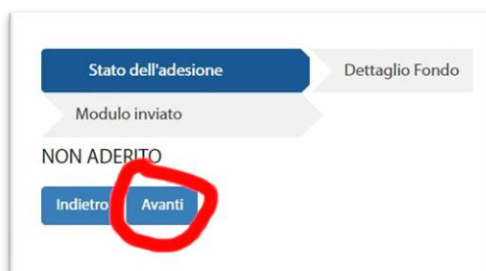 Stato dell'adesione Dettaglio Fondo
Modulo inviato
NON ADERITO
Indietro Avanti